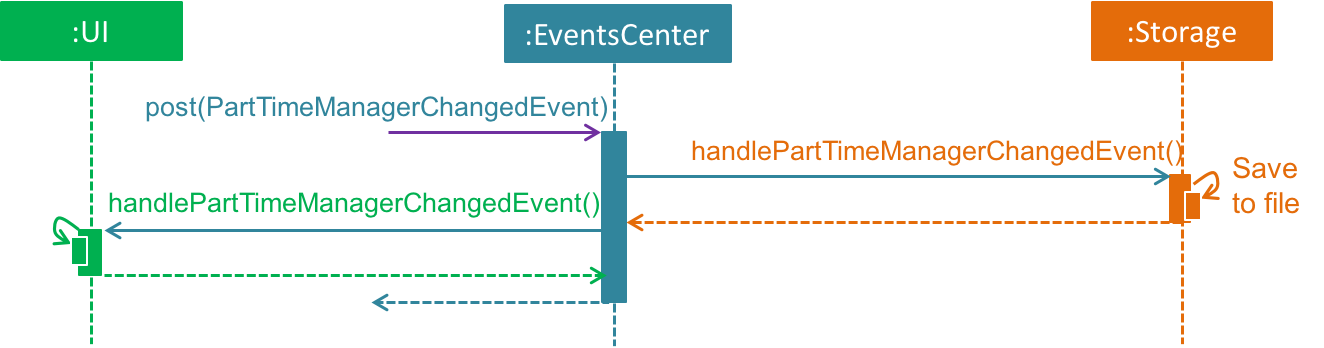 :UI
:EventsCenter
:Storage
post(PartTimeManagerChangedEvent)
handlePartTimeManagerChangedEvent()
Save
to file
handlePartTimeManagerChangedEvent()